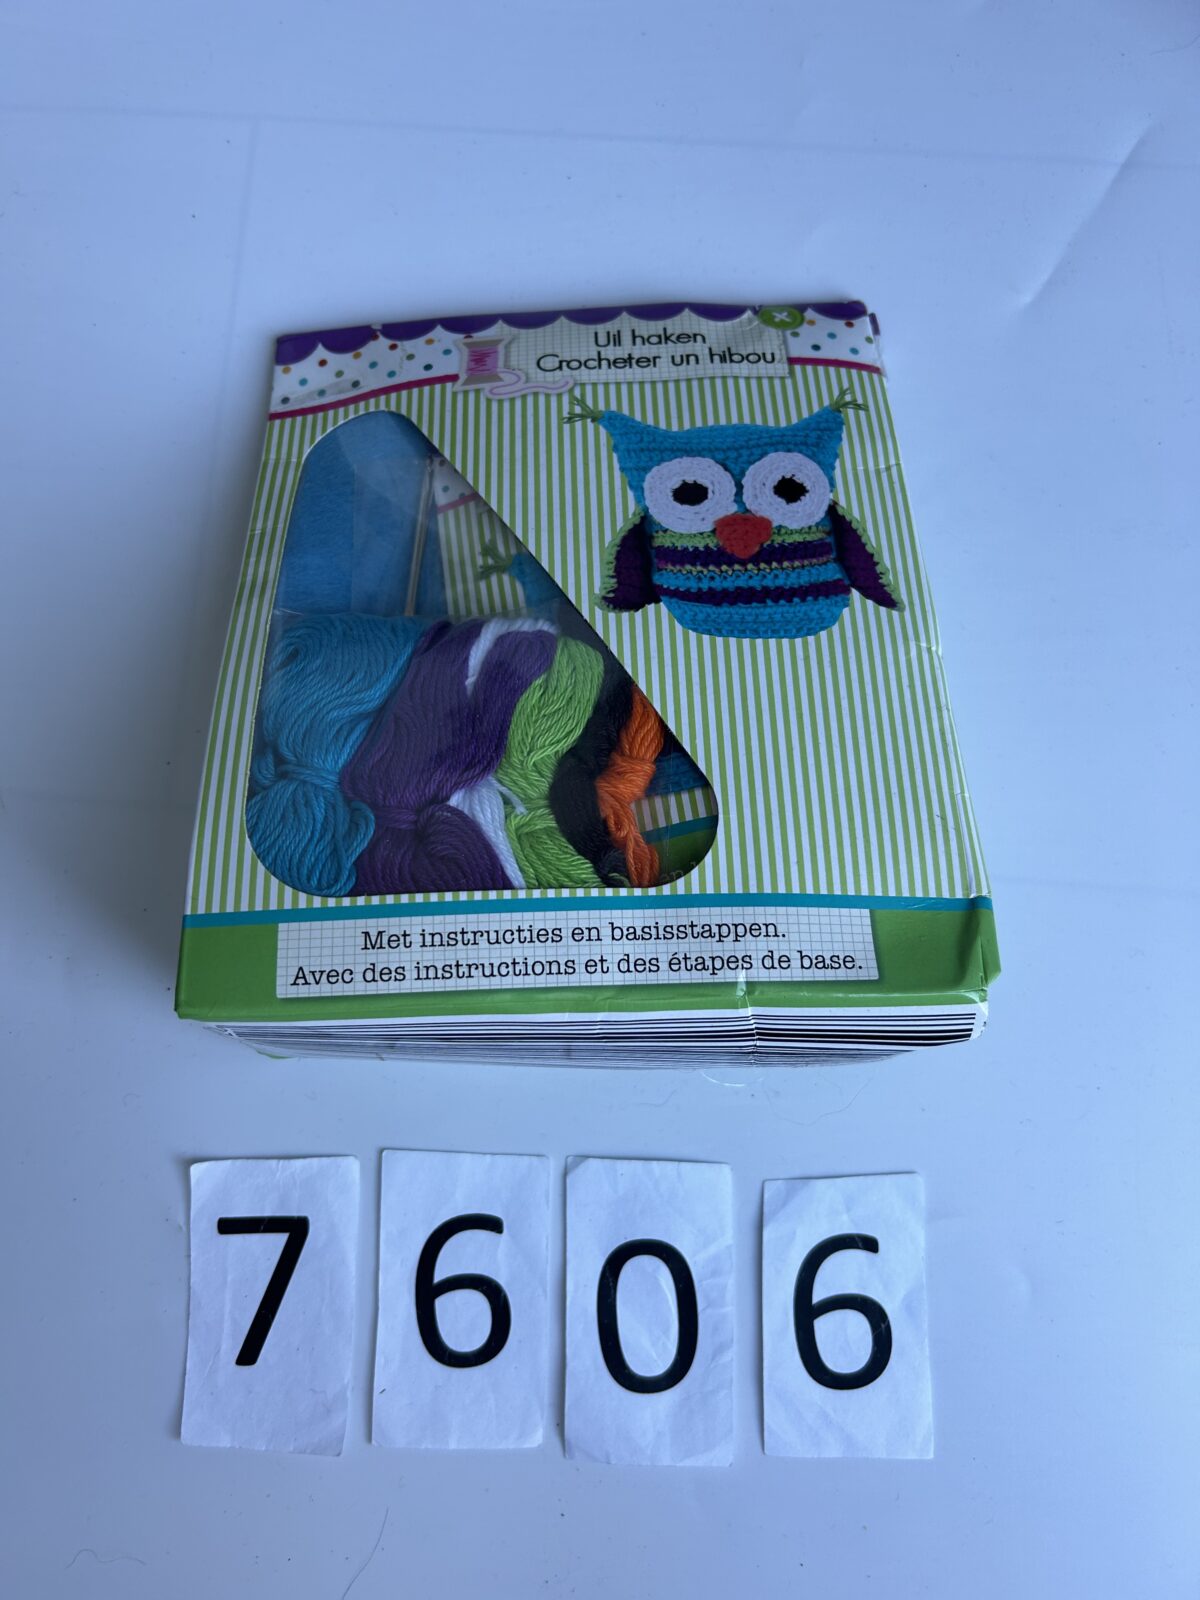 Uil haken
Crocheter un hibou
Met instructies en basisstappen.
Avec des instructions et des étapes de base.
7606